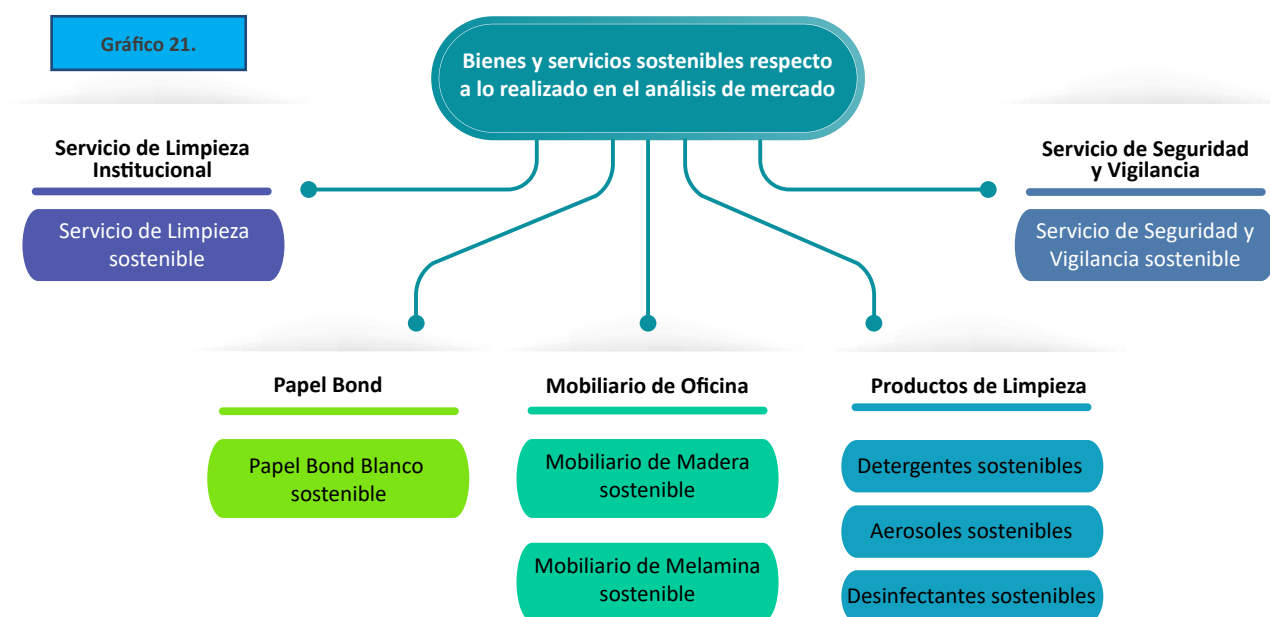 Gráfico 21.
Bienes y servicios sostenibles respecto
a lo realizado en el análisis de mercado
Servicio de Limpieza
Institucional
Servicio de Limpieza
sostenible
Servicio de Seguridad
y Vigilancia
Servicio de Seguridad y
Vigilancia sostenible
Papel Bond
Papel Bond Blanco
sostenible
Mobiliario de Oficina
Mobiliario de Madera
sostenible
Mobiliario de Melamina
sostenible
Productos de Limpieza
Detergentes sostenibles
Aerosoles sostenibles
Desinfectantes sostenibles